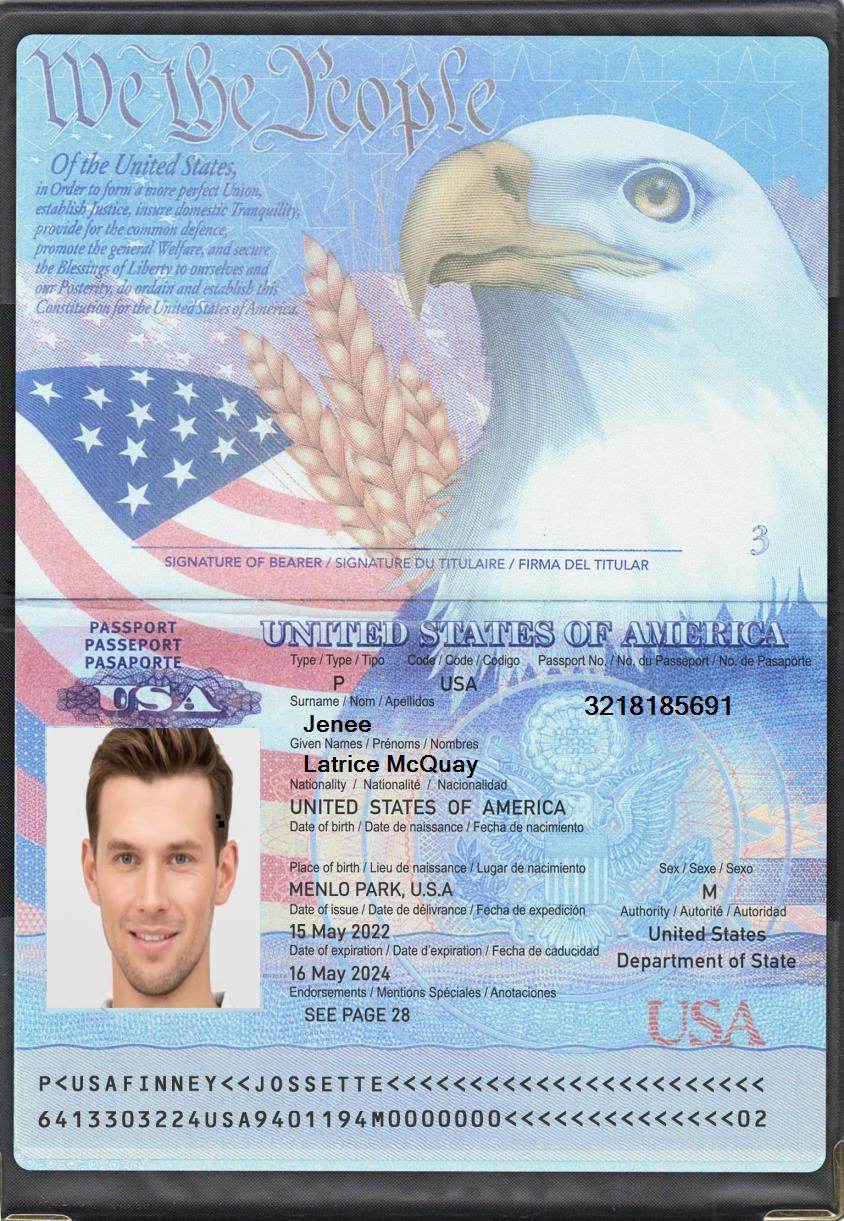 We the People
Of the United States,
in Order to form a more perfect Union,
establish Justice, insure domestic Tranquility,
provide for the common defence,
promote the general Welfare, and secure
the Blessings of Liberty to ourselves and
our Posterity, do ordain and establish this
Constitution for the United States of America.
3
SIGNATURE OF BEARER / SIGNATURE DU TITULAIRE / FIRMA DEL TITULAR
PASSPORT
PASSEPORT
PASAPORTE
USA
UNITED STATES OF AMERICA
Type / Type / Tipo Code / Code / Codigo Passport No. / No. du Passeport / No. de Pasaporte
P USA 3218185691
Surname / Nom / Apellidos
Jenee
Given Names / Prénoms / Nombres
Latrice McQuay
Nationality / Nationalité / Nacionalidad
UNITED STATES OF AMERICA
Date of birth / Date de naissance / Fecha de nacimiento
Place of birth / Lieu de naissance / Lugar de nacimiento Sex / Sexe / Sexo
MENLO PARK, U.S.A M
Date of issue / Date de délivrance / Fecha de expedición Authority / Autorité / Autoridad
15 May 2022 United States
Date of expiration / Date d'expiration / Fecha de caducidad
16 May 2024 Department of State
Endorsements / Mentions Spéciales / Anotaciones
SEE PAGE 28
USA
P<USAFINNEY<<JOSSETTE<<<<<<<<<<<<<<<<<<<<<<<
6413303224USA9401194M0000000<<<<<<<<<<<<<<02